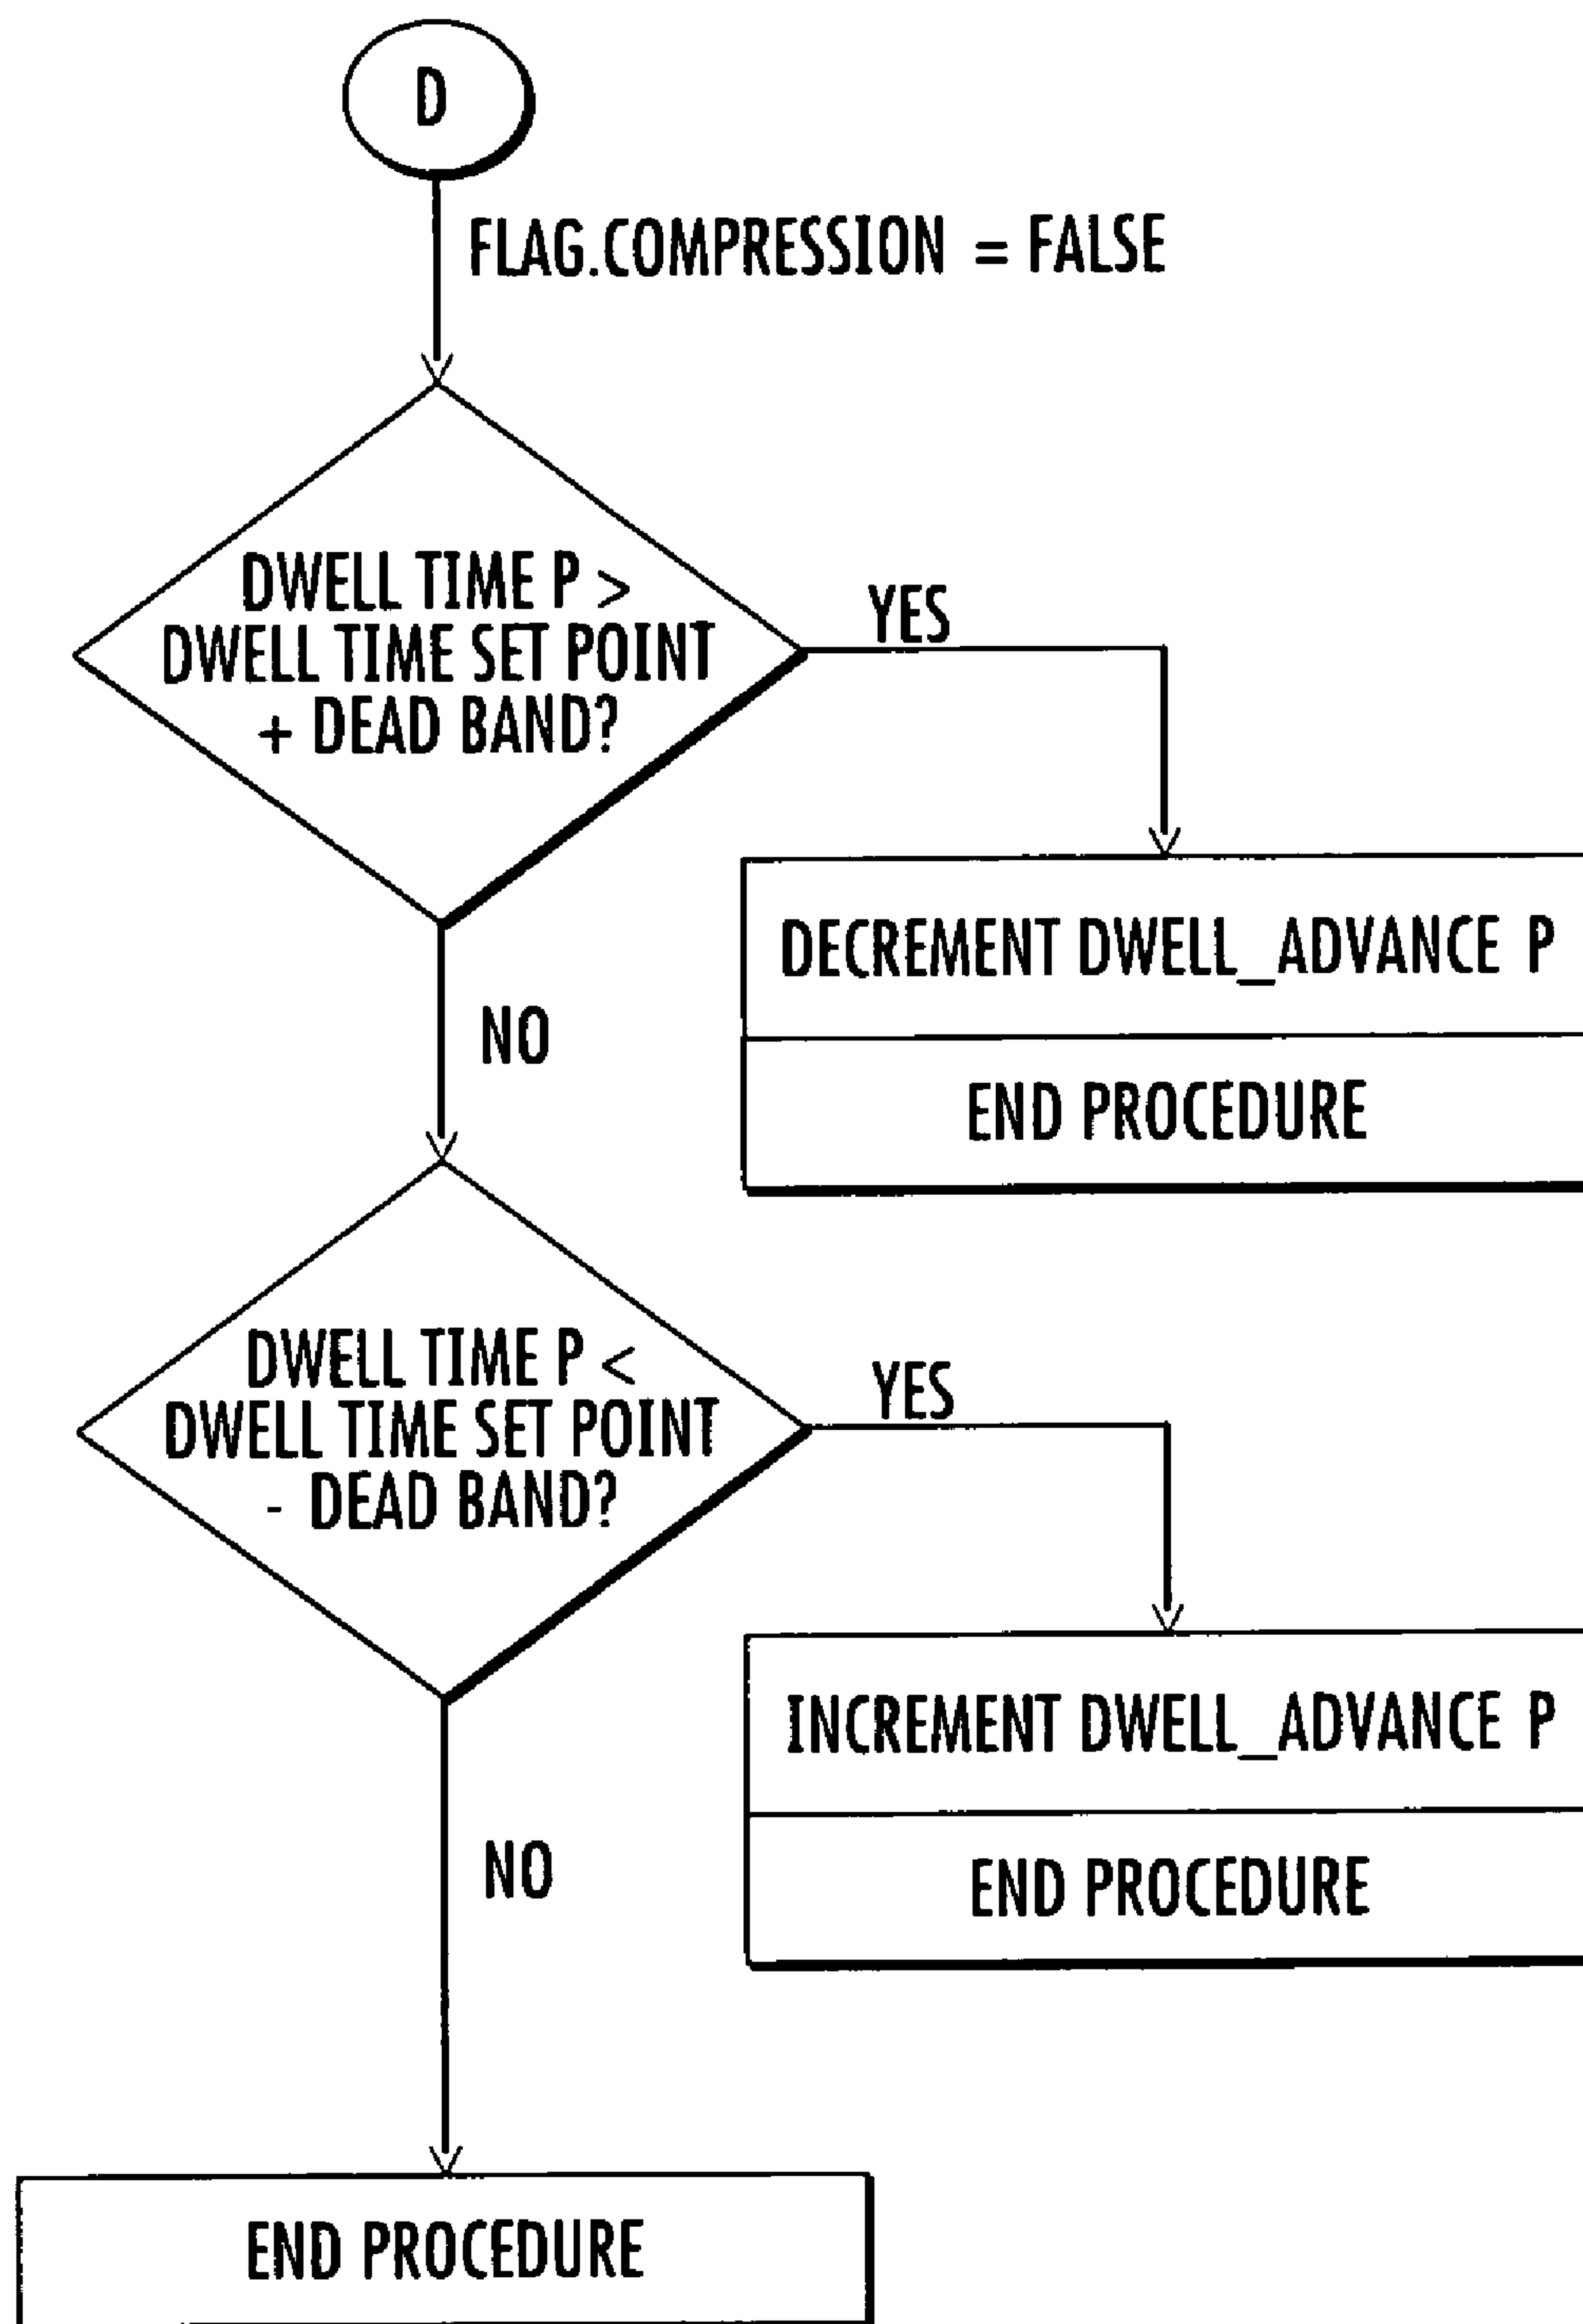 D
FLAG.COMPRESSION = FALSE
DWELL TIME P >
DWELL TIME SET POINT
+ DEAD BAND?
YES
DECREMENT DWELL_ADVANCE P
END PROCEDURE
NO
DWELL TIME P <
DWELL TIME SET POINT
- DEAD BAND?
YES
INCREMENT DWELL_ADVANCE P
END PROCEDURE
NO
END PROCEDURE